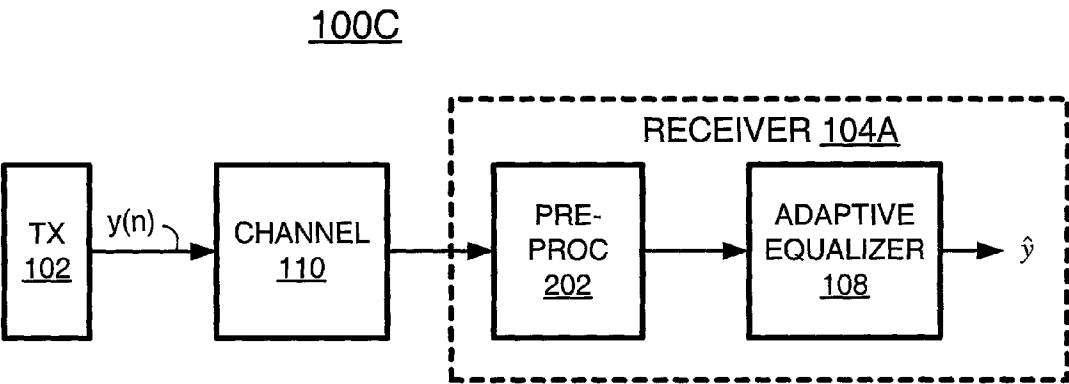 100C
RECEIVER 104A
TX
102
y(n)
CHANNEL
110
PRE-
PROC
202
ADAPTIVE
EQUALIZER
108
ŷ